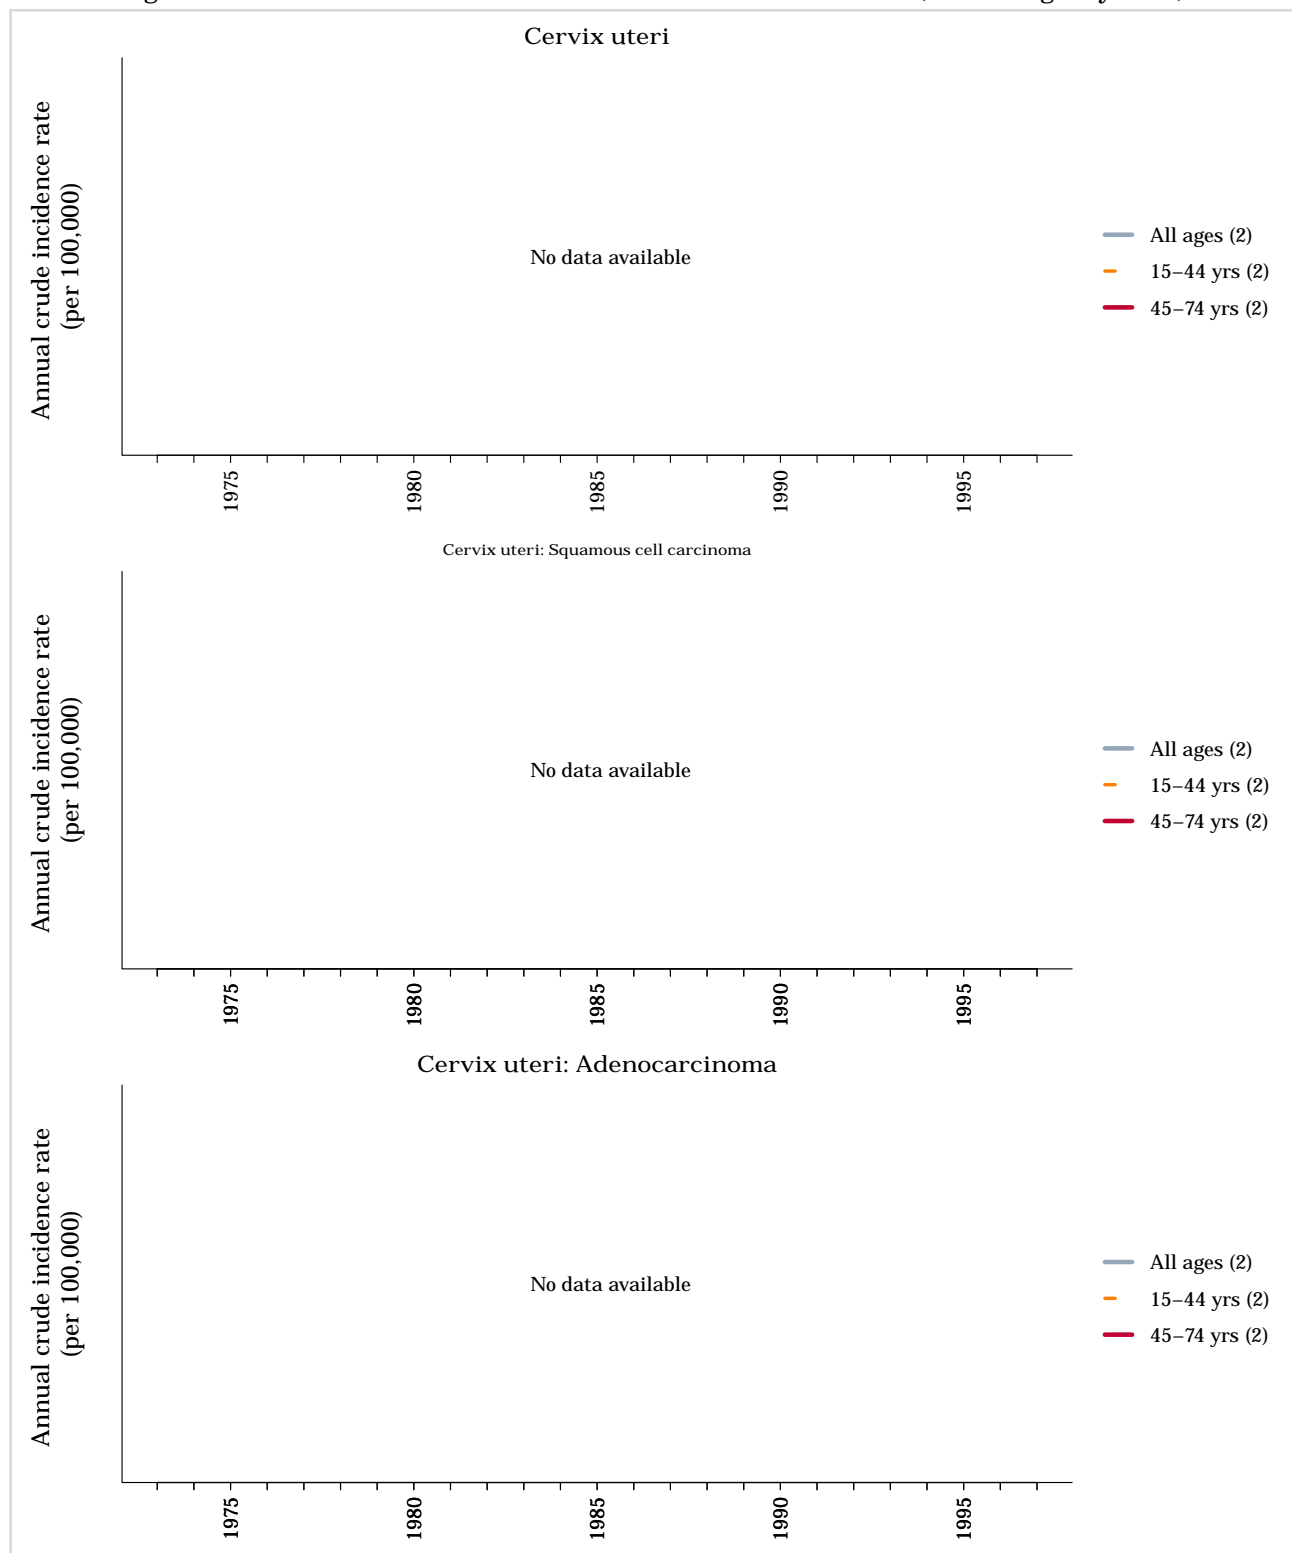 Cervix uteri
Annual crude incidence rate
(per 100,000)
No data available
All ages (2)
15–44 yrs (2)
45–74 yrs (2)
1975
1980
1985
1990
1995
Cervix uteri: Squamous cell carcinoma
Annual crude incidence rate
(per 100,000)
No data available
All ages (2)
15–44 yrs (2)
45–74 yrs (2)
1975
1980
1985
1990
1995
Cervix uteri: Adenocarcinoma
Annual crude incidence rate
(per 100,000)
No data available
All ages (2)
15–44 yrs (2)
45–74 yrs (2)
1975
1980
1985
1990
1995